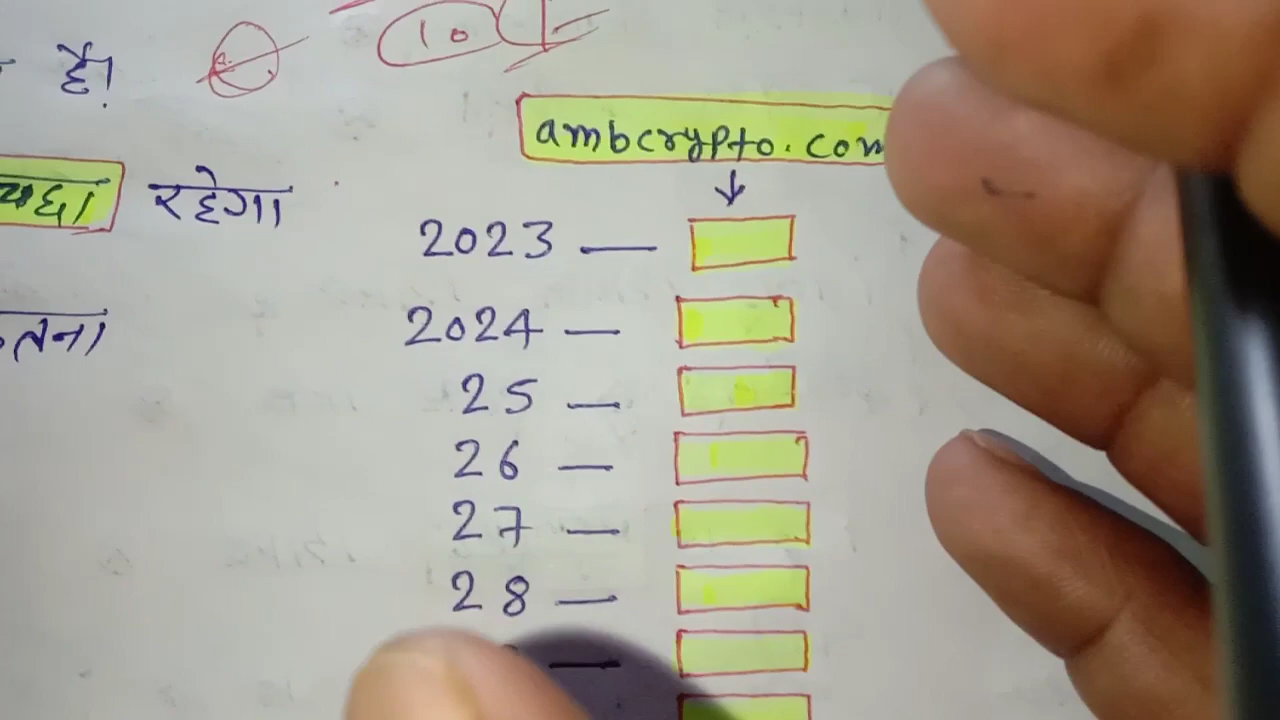 है।
10
ambcrypto.com
रहेगा
2023 —
2024 —
25 —
26 —
27 —
28 —